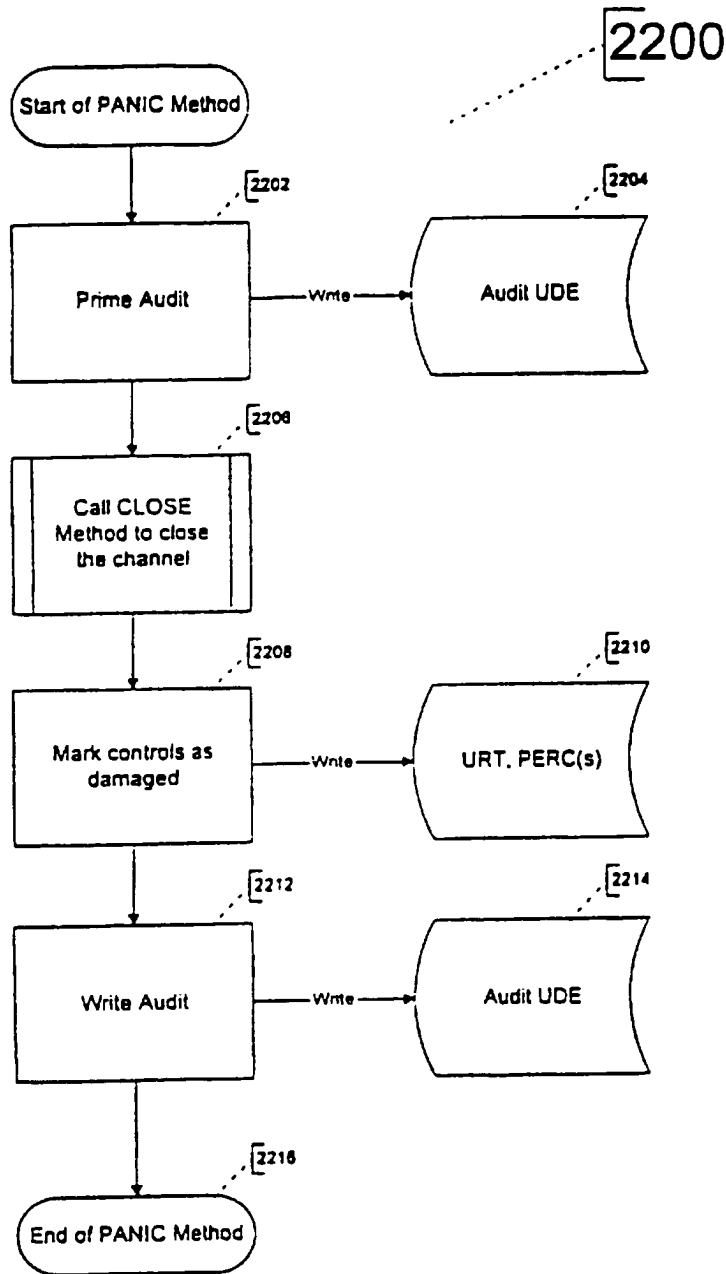 2200
Start of PANIC Method
2202
2204
Prime Audit
Write
Audit UDE
2206
Call CLOSE
Method to close
the channel
2208
2210
Mark controls as
damaged
Write
URT, PERC(s)
2212
2214
Write Audit
Write
Audit UDE
2216
End of PANIC Method